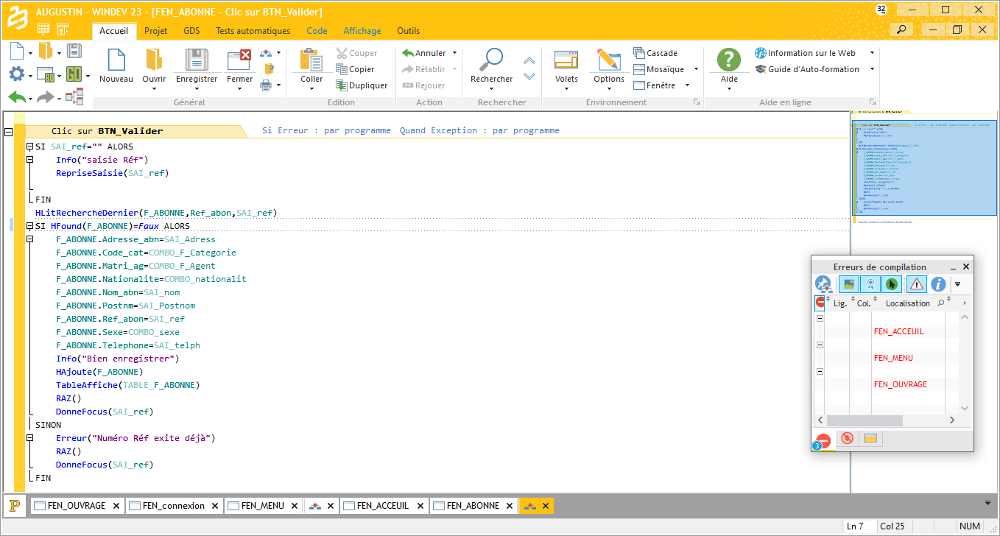 AUGUSTIN - WINDEV 23 - [FEN_ABONNE - Clic sur BTN_Valider]
32
Accueil Projet GDS Tests automatiques Code Affichage Outils
Nouveau Ouvrir Enregistrer Fermer
Général
Coller Couper Copier Dupliquer
Edition
Annuler Rétablir Rejouer
Action
Rechercher
Rechercher
Volets Options Cascade Mosaïque Fenêtre
Environnement
Aide Information sur le Web Guide d'Auto-formation
Aide en ligne
Clic sur BTN_Valider Si Erreur : par programme Quand Exception : par programme
SI SAI_ref="" ALORS
Info("saisie Réf")
RepriseSaisie(SAI_ref)
FIN
HLitRechercheDernier(F_ABONNE,Ref_abon,SAI_ref)
SI HFound(F_ABONNE)=Faux ALORS
F_ABONNE.Adresse_abn=SAI_Adress
F_ABONNE.Code_cat=COMBO_F_Categorie
F_ABONNE.Matri_ag=COMBO_F_Agent
F_ABONNE.Nationalite=COMBO_nationalit
F_ABONNE.Nom_abn=SAI_nom
F_ABONNE.Postnm=SAI_Postnom
F_ABONNE.Ref_abon=SAI_ref
F_ABONNE.Sexe=COMBO_sexe
F_ABONNE.Telephone=SAI_telph
Info("Bien enregistrer")
HAjoute(F_ABONNE)
TableAffiche(TABLE_F_ABONNE)
RAZ()
DonneFocus(SAI_ref)
SINON
Erreur("Numéro Réf exite déjà")
RAZ()
DonneFocus(SAI_ref)
FIN
Erreurs de compilation
Lig. Col. Localisation
FEN_ACCEUIL
FEN_MENU
FEN_OUVRAGE
3
FEN_OUVRAGE FEN_connexion FEN_MENU FEN_ACCEUIL FEN_ABONNE
Ln 7 Col 25 NUM